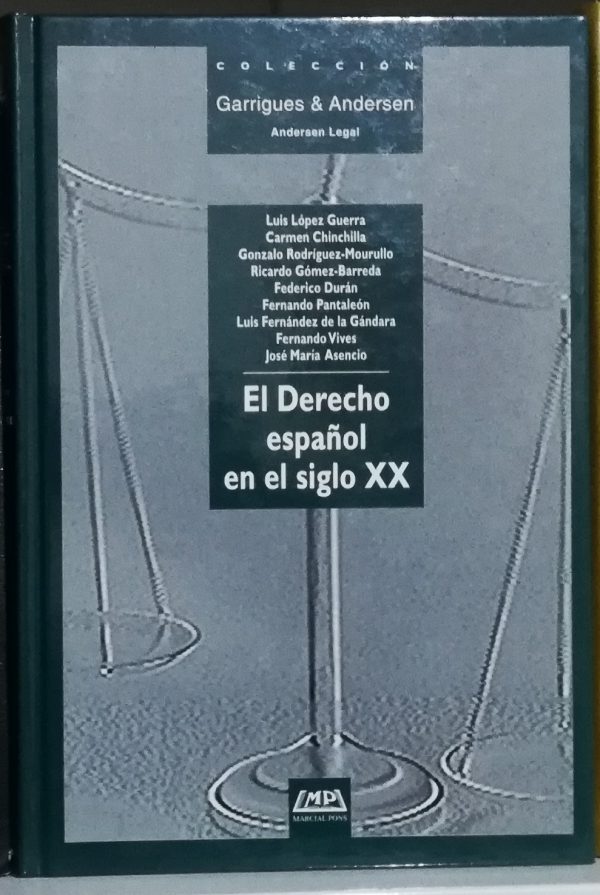 COLECCIÓN
Garrigues & Andersen
Andersen Legal
Luis López Guerra
Carmen Chinchilla
Gonzalo Rodríguez-Mourullo
Ricardo Gómez-Barreda
Federico Durán
Fernando Pantaleón
Luis Fernández de la Gándara
Fernando Vives
José María Asencio
El Derecho
español
en el siglo XX
MP
MARCIAL PONS